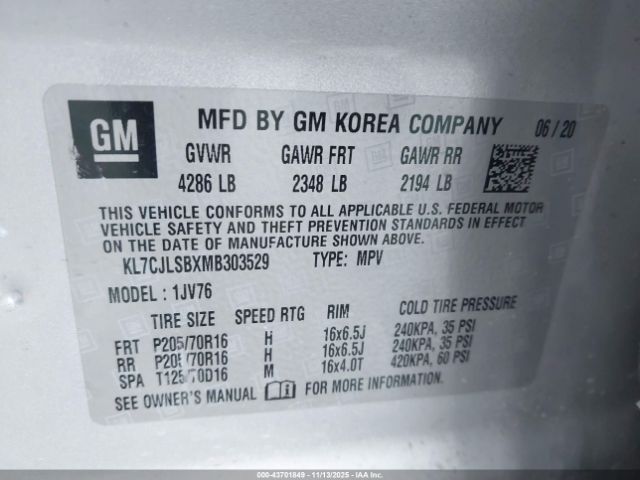 GM
MFD BY GM KOREA COMPANY 06/20
GVWR GAWR FRT GAWR RR
4286 LB 2348 LB 2194 LB
THIS VEHICLE CONFORMS TO ALL APPLICABLE U.S. FEDERAL MOTOR
VEHICLE SAFETY AND THEFT PREVENTION STANDARDS IN EFFECT
ON THE DATE OF MANUFACTURE SHOWN ABOVE.
KL7CJLSBXMB303529 TYPE: MPV
MODEL : 1JV76
TIRE SIZE SPEED RTG RIM COLD TIRE PRESSURE
FRT P205/70R16 H 16x6.5J 240KPA, 35 PSI
RR P205/70R16 H 16x6.5J 240KPA, 35 PSI
SPA T125/70D16 M 16x4.0T 420KPA, 60 PSI
SEE OWNER'S MANUAL FOR MORE INFORMATION.
000-43701849 - 11/13/2025 - IAA, Inc.